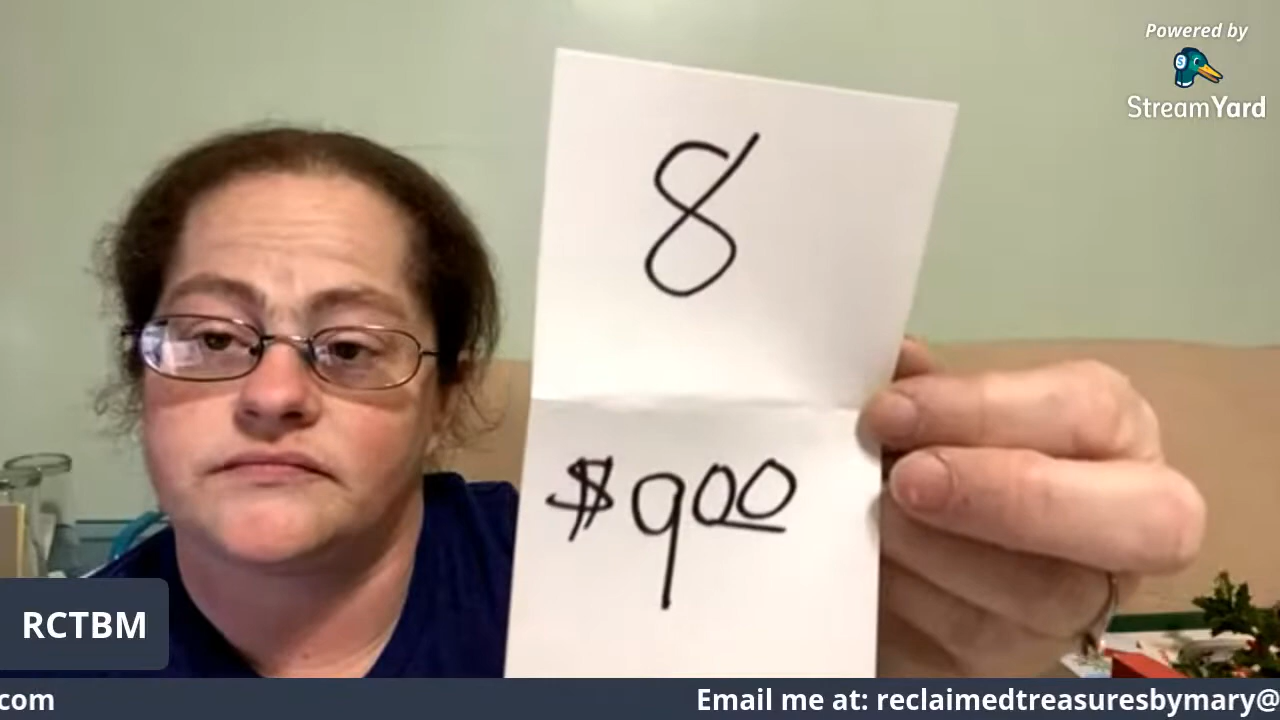 Powered by
StreamYard
8
$900
RCTBM
com
Email me at: reclaimedtreasuresbymary@